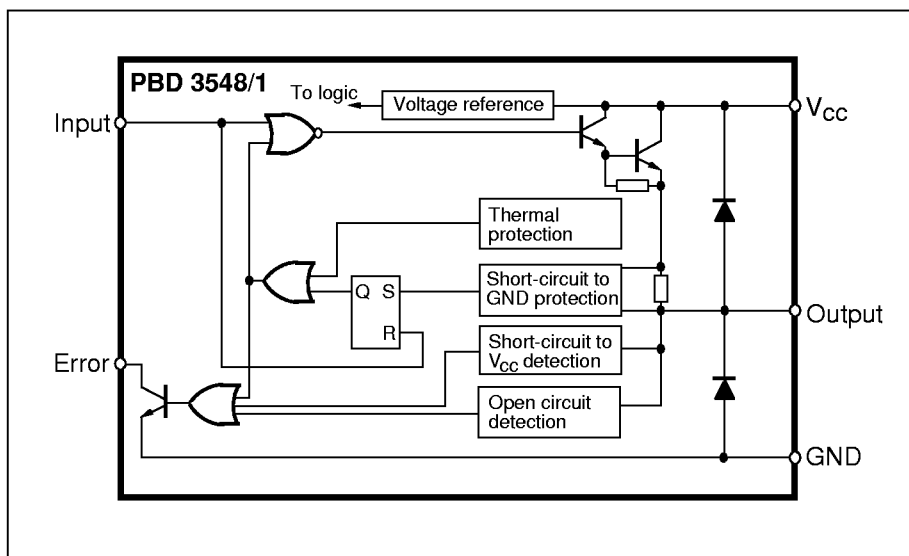 PBD 3548/1
To logic
Voltage reference
VCC
Input
Thermal
protection
Q S
R
Short-circuit to
GND protection
Output
Short-circuit to
VCC detection
Error
Open circuit
detection
GND